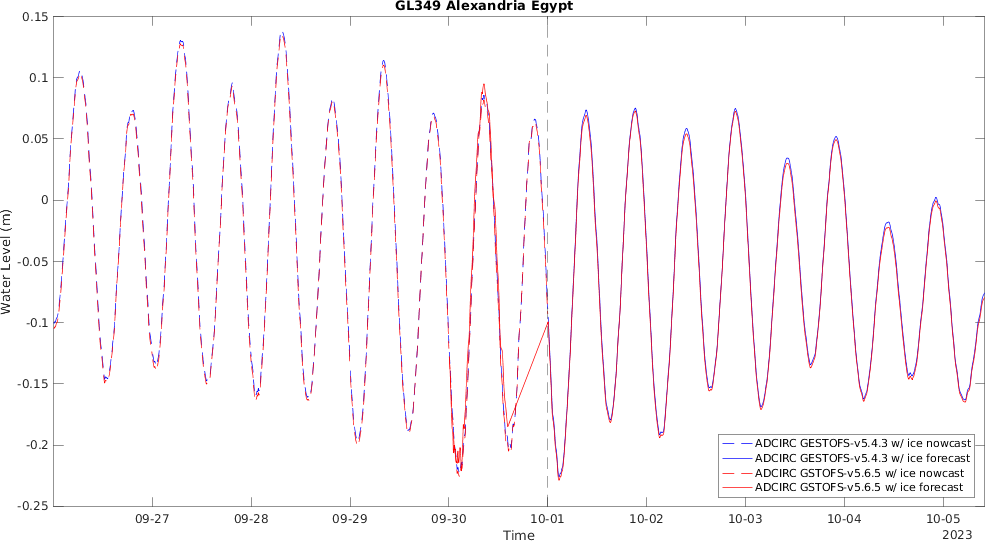 GL349 Alexandria Egypt
0.15
0.1
0.05
0
-0.05
-0.1
-0.15
-0.2
-0.25
Water Level (m)
ADCIRC GESTOFS-v5.4.3 w/ ice nowcast
ADCIRC GESTOFS-v5.4.3 w/ ice forecast
ADCIRC GSTOFS-v5.6.5 w/ ice nowcast
ADCIRC GSTOFS-v5.6.5 w/ ice forecast
09-27 09-28 09-29 09-30 10-01 10-02 10-03 10-04 10-05
Time
2023